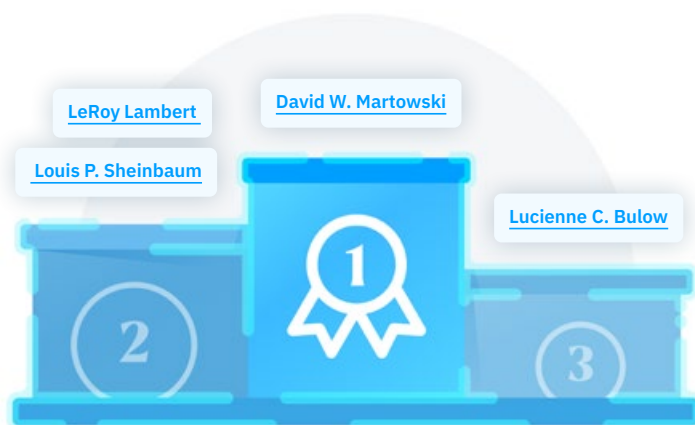 David W. Martowski
LeRoy Lambert
Louis P. Sheinbaum
Lucienne C. Bulow
1
2
3